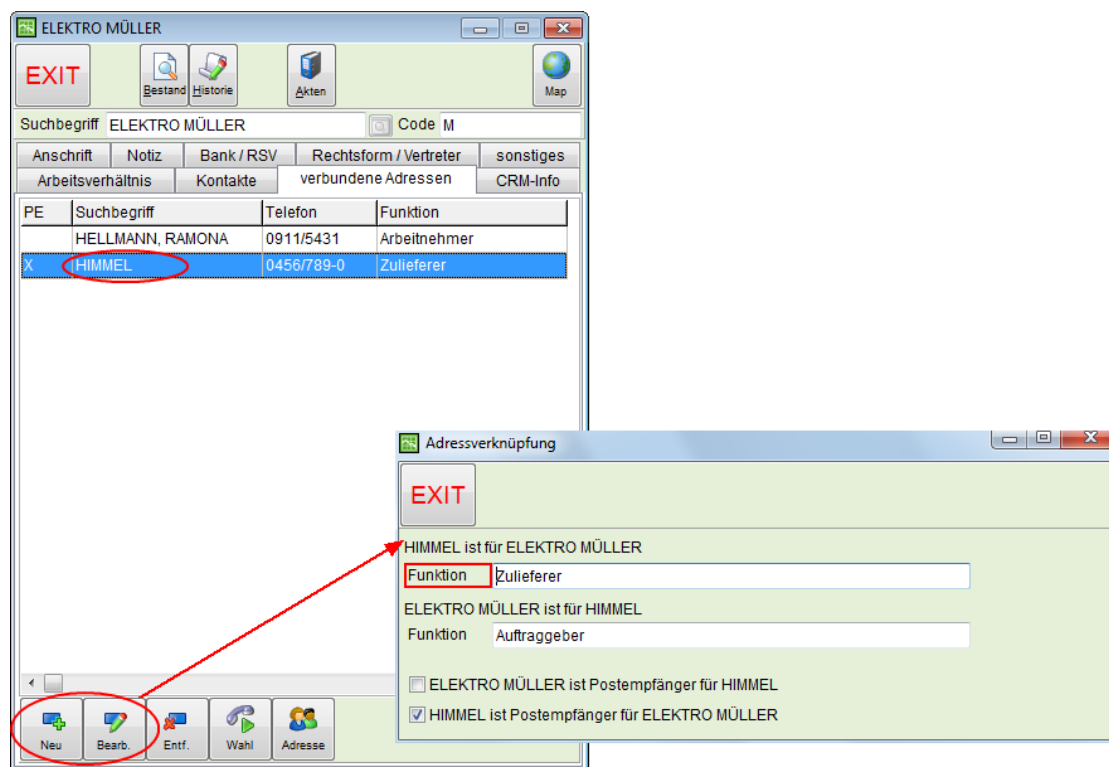 ELEKTRO MÜLLER
EXIT
Bestand Historie Akten Map
Suchbegriff ELEKTRO MÜLLER Code M
Anschrift Notiz Bank / RSV Rechtsform / Vertreter sonstiges
Arbeitsverhältnis Kontakte verbundene Adressen CRM-Info
PE Suchbegriff Telefon Funktion
HELLMANN, RAMONA 0911/5431 Arbeitnehmer
X HIMMEL 0456/789-0 Zulieferer
Neu Bearb. Entf. Wahl Adresse
Adressverknüpfung
EXIT
HIMMEL ist für ELEKTRO MÜLLER
Funktion Zulieferer
ELEKTRO MÜLLER ist für HIMMEL
Funktion Auftraggeber
ELEKTRO MÜLLER ist Postempfänger für HIMMEL
HIMMEL ist Postempfänger für ELEKTRO MÜLLER